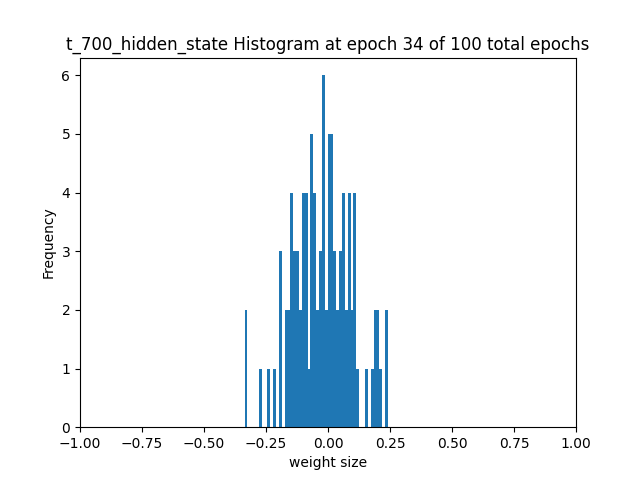 t_700_hidden_state Histogram at epoch 34 of 100 total epochs
Frequency
6
5
4
3
2
1
0
−1.00 −0.75 −0.50 −0.25 0.00 0.25 0.50 0.75 1.00
weight size